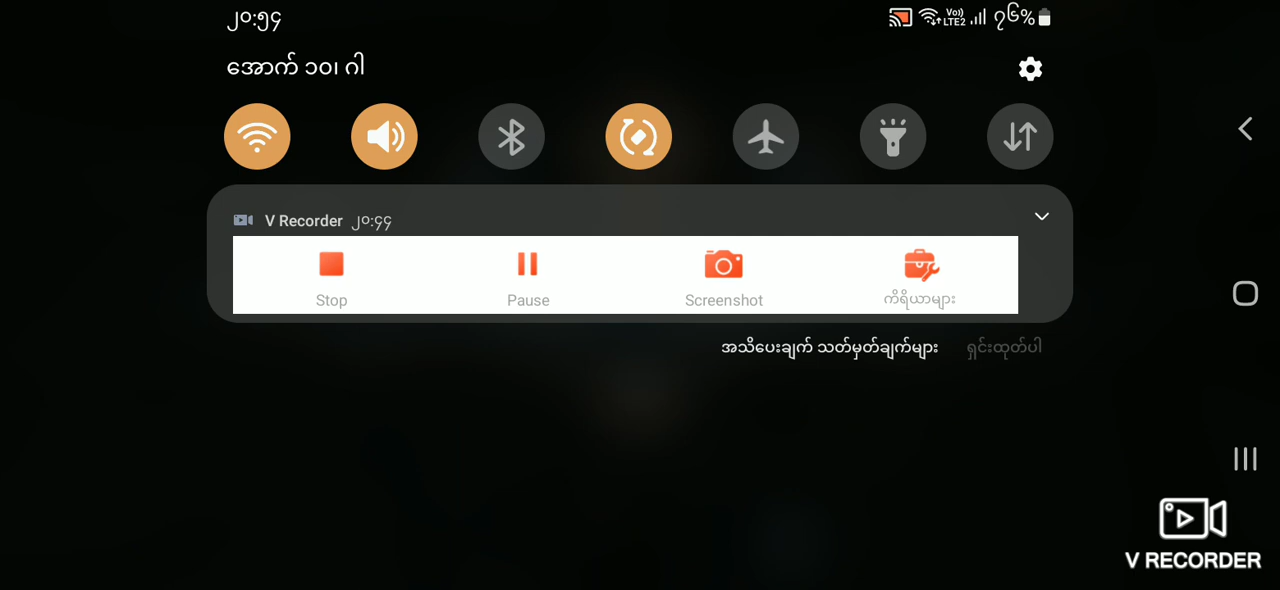 ၂၀:၅၄
Vo)) LTE2 ၇၆%
အောက် ၁၀၊ ဂါ
V Recorder ၂၀:၄၄
Stop Pause Screenshot ကိရိယာများ
အသိပေးချက် သတ်မှတ်ချက်များ ရှင်းထုတ်ပါ
V RECORDER